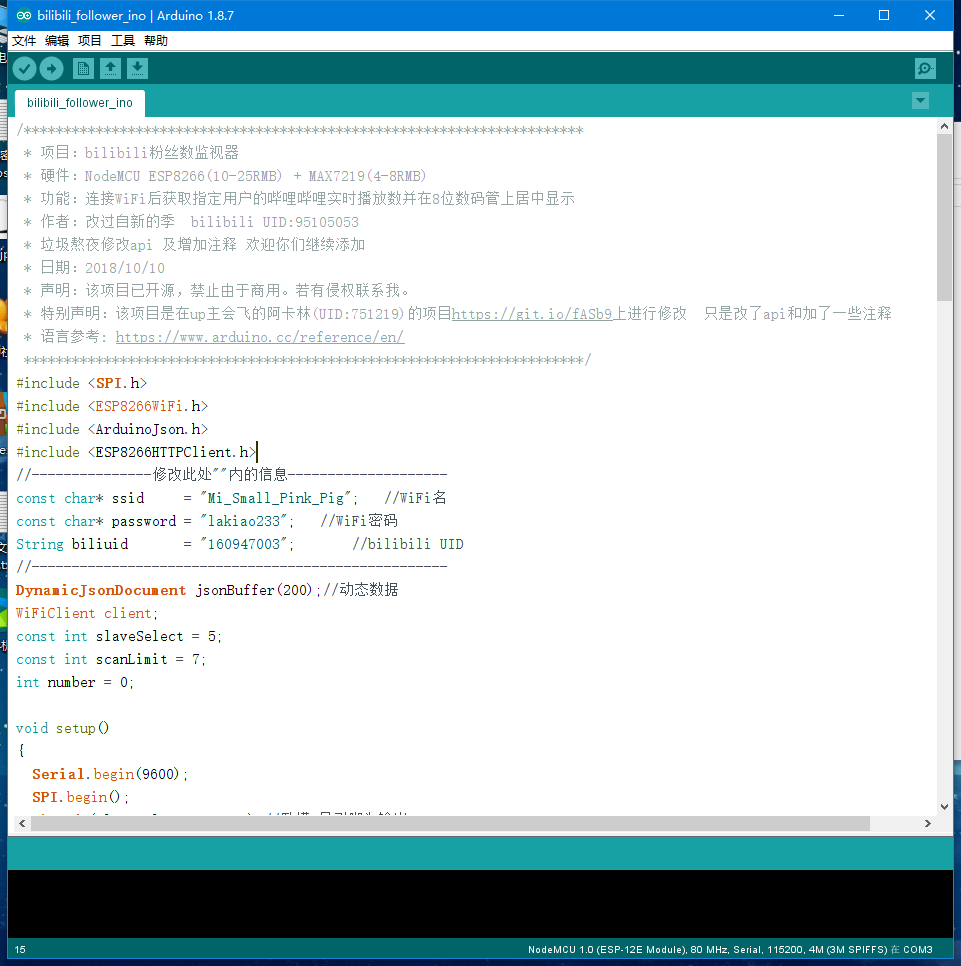 bilibili_follower_ino | Arduino 1.8.7
文件 编辑 项目 工具 帮助
bilibili_follower_ino
/**********************************************************************
* 项目：bilibili粉丝数监视器
* 硬件：NodeMCU ESP8266(10-25RMB) + MAX7219(4-8RMB)
* 功能：连接WiFi后获取指定用户的哔哩哔哩实时播放数并在8位数码管上居中显示
* 作者：改过自新的季 bilibili UID:95105053
* 垃圾熬夜修改api 及增加注释 欢迎你们继续添加
* 日期：2018/10/10
* 声明：该项目已开源，禁止由于商用。若有侵权联系我。
* 特别声明：该项目是在up主会飞的阿卡林(UID:751219)的项目https://git.io/fASb9上进行修改 只是改了api和加了一些注释
* 语言参考: https://www.arduino.cc/reference/en/
**********************************************************************/
#include <SPI.h>
#include <ESP8266WiFi.h>
#include <ArduinoJson.h>
#include <ESP8266HTTPClient.h>
//---------------修改此处""内的信息--------------------
const char* ssid     = "Mi_Small_Pink_Pig";   //WiFi名
const char* password = "lakiao233";   //WiFi密码
String biliuid       = "160947003";       //bilibili UID
//----------------------------------------------------
DynamicJsonDocument jsonBuffer(200);//动态数据
WiFiClient client;
const int slaveSelect = 5;
const int scanLimit = 7;
int number = 0;
void setup()
{
Serial.begin(9600);
SPI.begin();
15
NodeMCU 1.0 (ESP-12E Module), 80 MHz, Serial, 115200, 4M (3M SPIFFS) 在 COM3